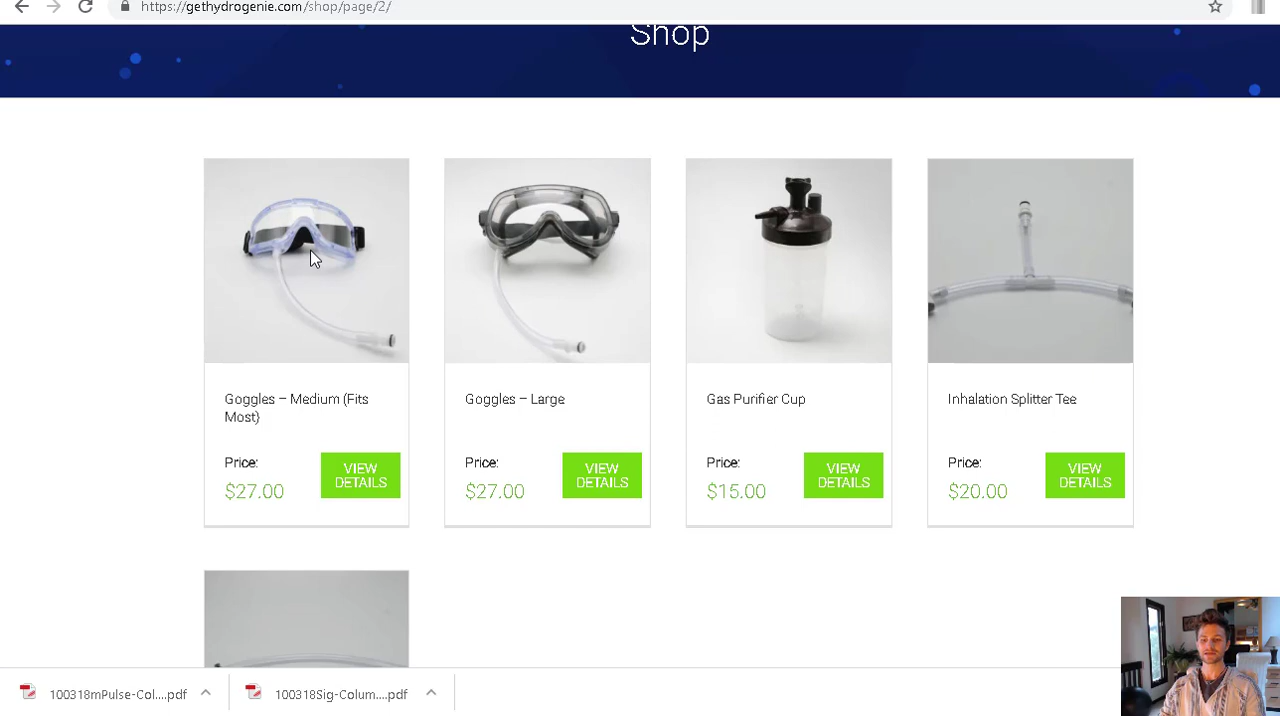 https://gethydrogenie.com/shop/page/2/
Shop
Goggles – Medium (Fits
Most)
Price:
$27.00
VIEW
DETAILS
Goggles – Large
Price:
$27.00
VIEW
DETAILS
Gas Purifier Cup
Price:
$15.00
VIEW
DETAILS
Inhalation Splitter Tee
Price:
$20.00
VIEW
DETAILS
100318mPulse-Col....pdf
100318Sig-Colum....pdf